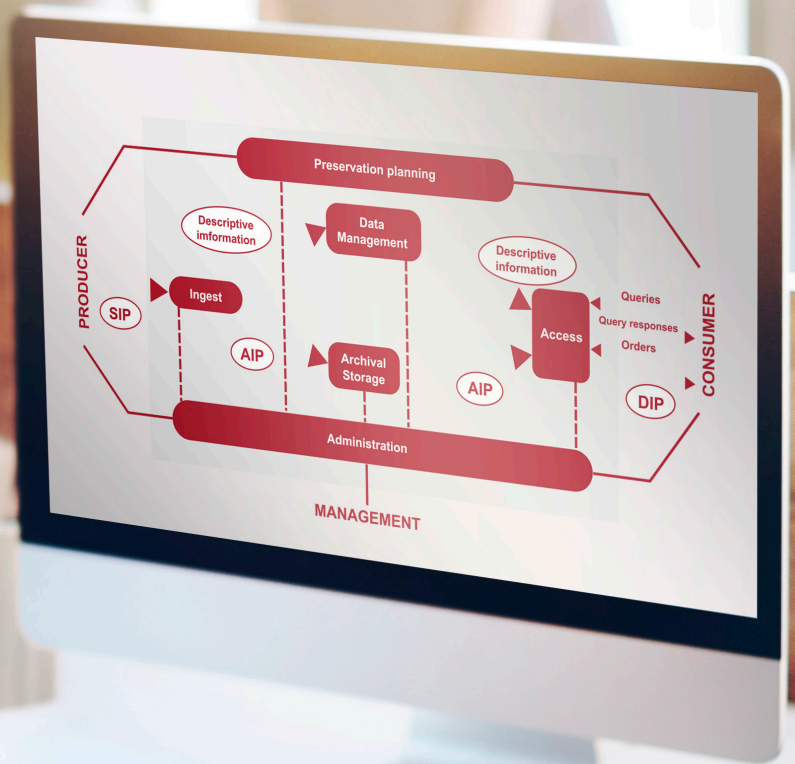 Preservation planning
Descriptive
imformation
Data
Management
Descriptive
information
PRODUCER
SIP
Ingest
AIP
Archival
Storage
AIP
Access
Queries
Query responses
Orders
DIP
CONSUMER
Administration
MANAGEMENT